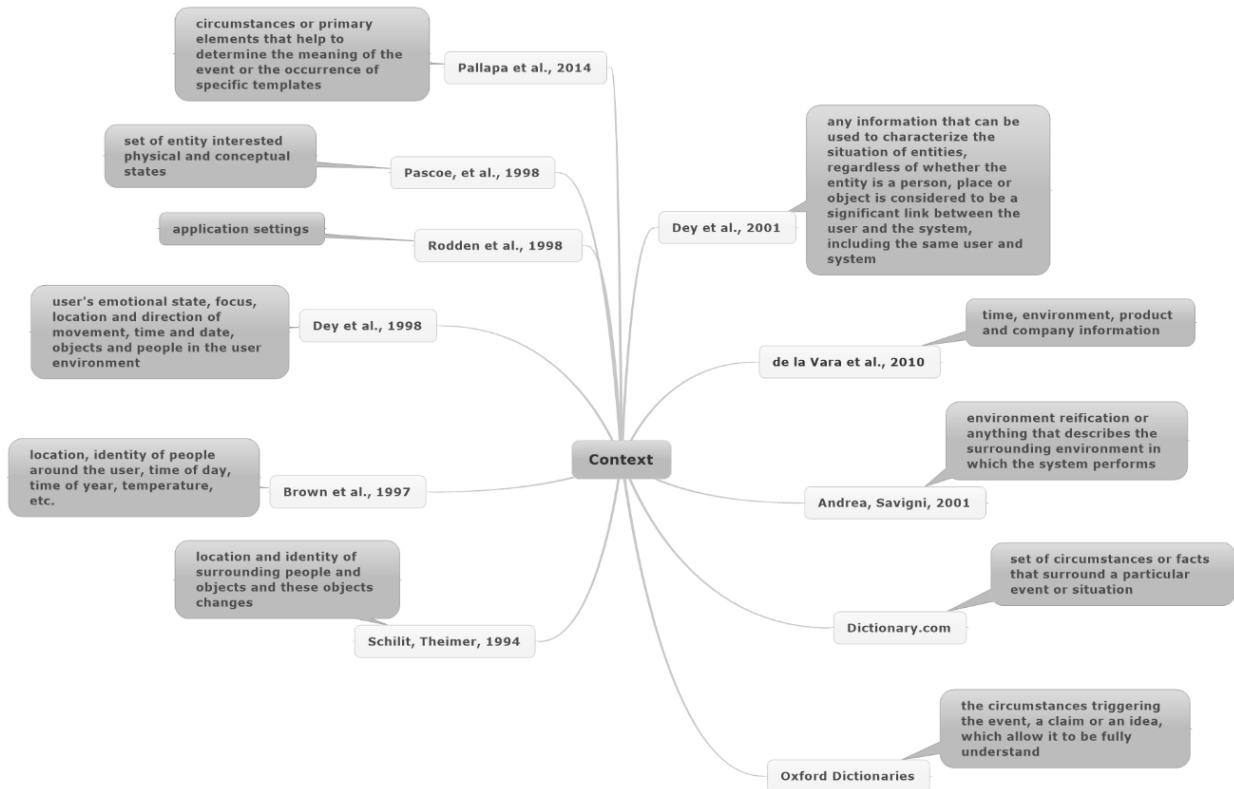 circumstances or primary
elements that help to
determine the meaning of the
event or the occurrence of
specific templates
Pallapa et al., 2014
set of entity interested
physical and conceptual
states
Pascoe, et al., 1998
application settings
Rodden et al., 1998
user's emotional state, focus,
location and direction of
movement, time and date,
objects and people in the user
environment
Dey et al., 1998
location, identity of people
around the user, time of day,
time of year, temperature,
etc.
Brown et al., 1997
location and identity of
surrounding people and
objects and these objects
changes
Schilit, Theimer, 1994
Context
any information that can be
used to characterize the
situation of entities,
regardless of whether the
entity is a person, place or
object is considered to be a
significant link between the
user and the system,
including the same user and
system
Dey et al., 2001
time, environment, product
and company information
de la Vara et al., 2010
environment reification or
anything that describes the
surrounding environment in
which the system performs
Andrea, Savigni, 2001
set of circumstances or facts
that surround a particular
event or situation
Dictionary.com
the circumstances triggering
the event, a claim or an idea,
which allow it to be fully
understand
Oxford Dictionaries